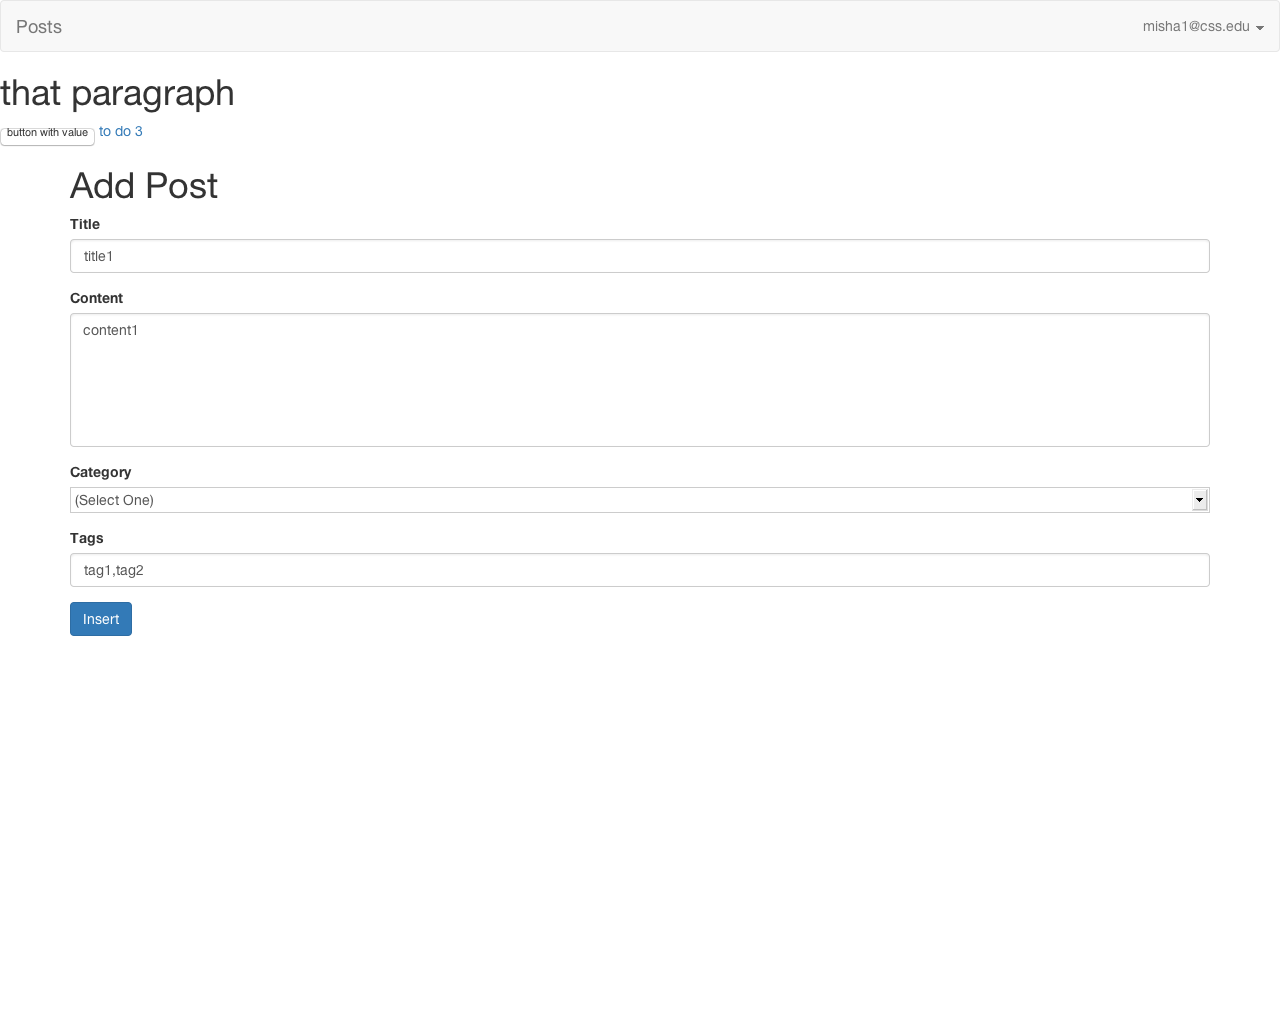 Posts misha1@css.edu
that paragraph
button with value to do 3
Add Post
Title
title1
Content
content1
Category
(Select One)
Tags
tag1,tag2
Insert